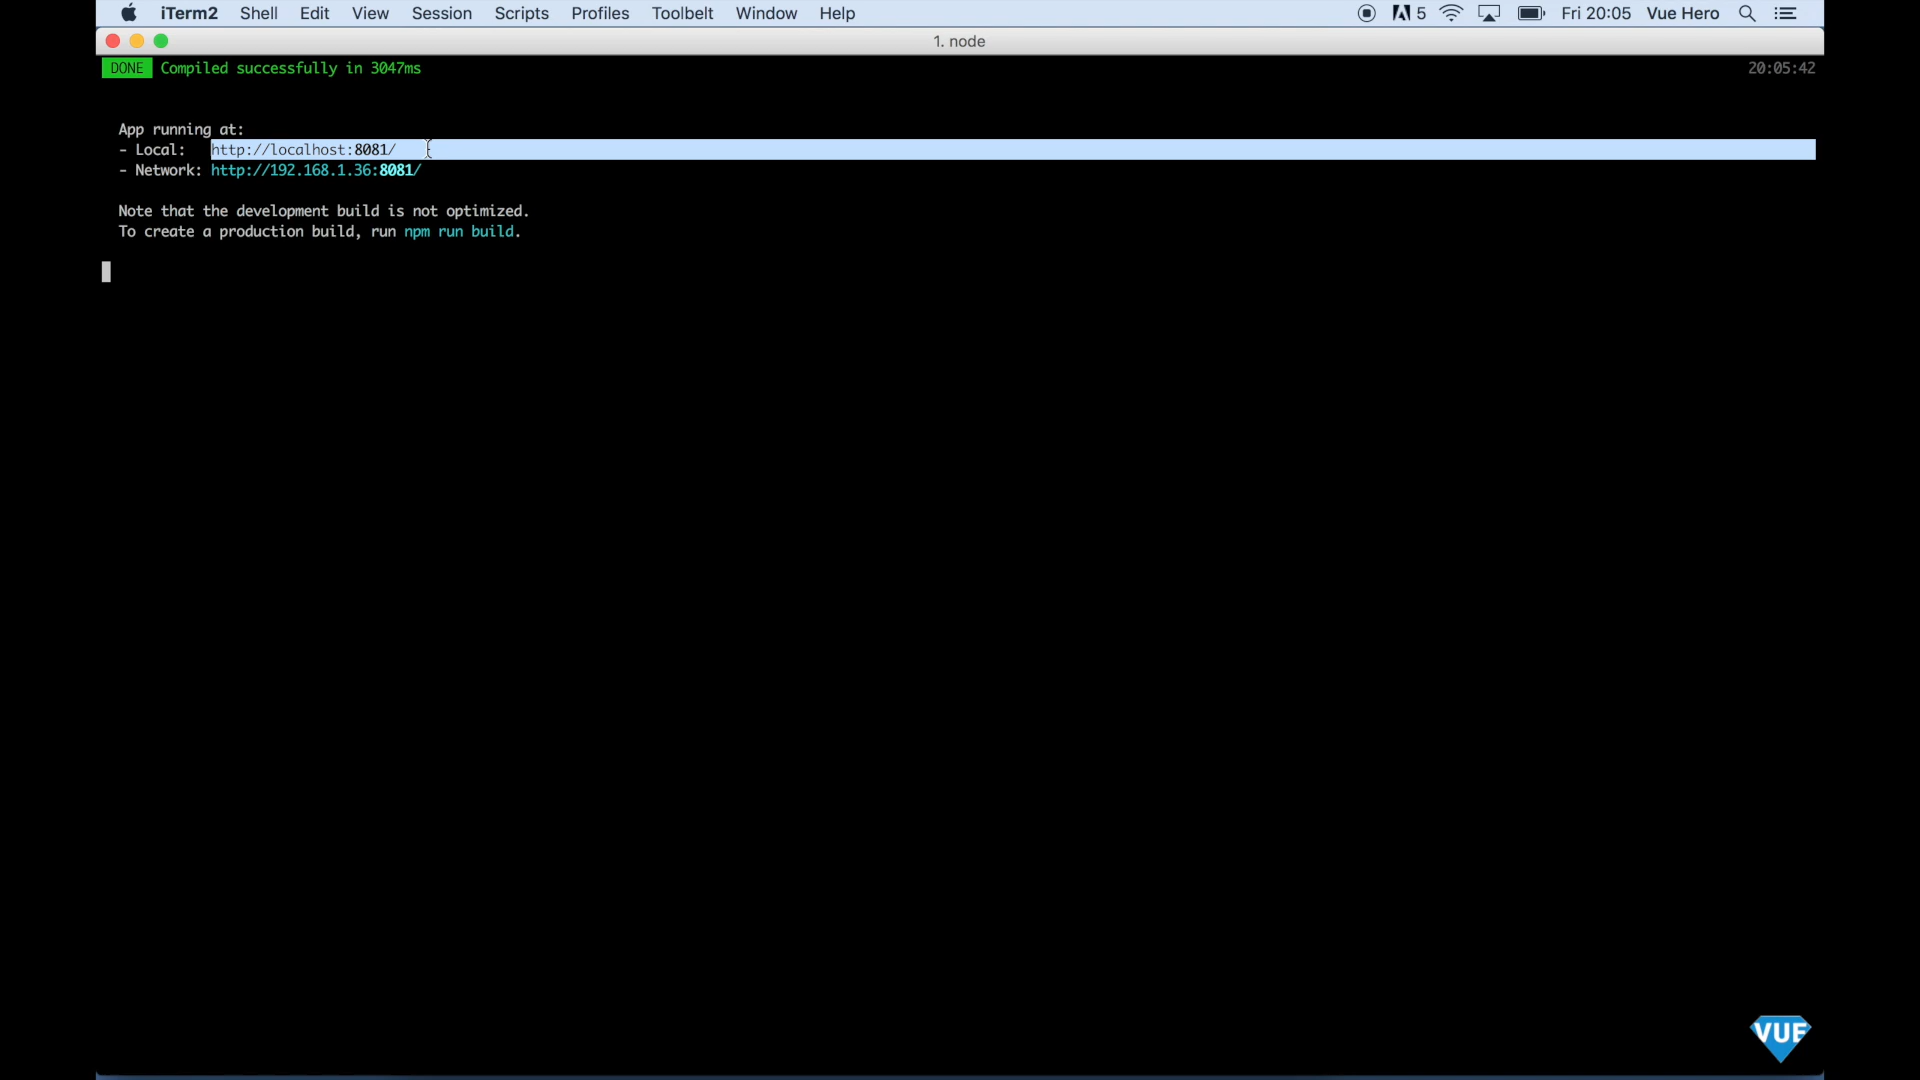 iTerm2 Shell Edit View Session Scripts Profiles Toolbelt Window Help 5 Fri 20:05 Vue Hero
1. node
DONE Compiled successfully in 3047ms 20:05:42
App running at:
- Local: http://localhost:8081/
- Network: http://192.168.1.36:8081/
Note that the development build is not optimized.
To create a production build, run npm run build.
VUE